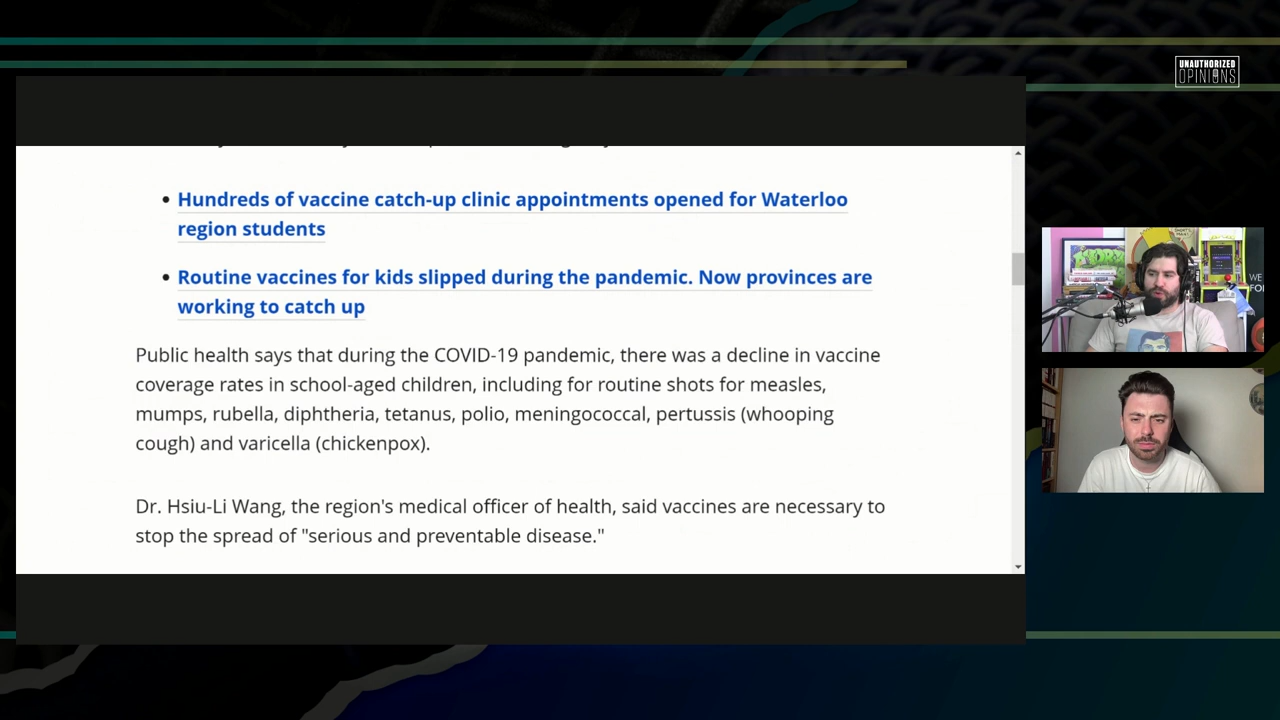 UNAUTHORIZED
OPINIONS
Hundreds of vaccine catch-up clinic appointments opened for Waterloo
region students
Routine vaccines for kids slipped during the pandemic. Now provinces are
working to catch up
Public health says that during the COVID-19 pandemic, there was a decline in vaccine
coverage rates in school-aged children, including for routine shots for measles,
mumps, rubella, diphtheria, tetanus, polio, meningococcal, pertussis (whooping
cough) and varicella (chickenpox).
Dr. Hsiu-Li Wang, the region's medical officer of health, said vaccines are necessary to
stop the spread of "serious and preventable disease."
WE